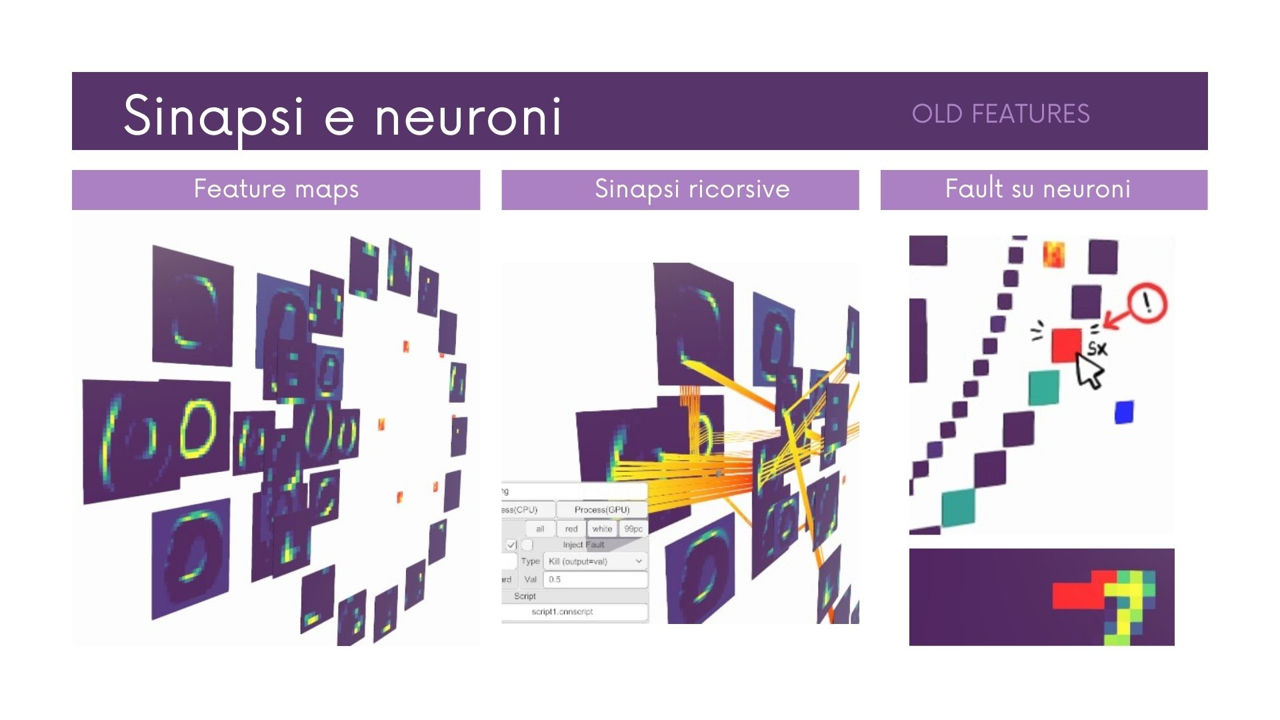 Sinapsi e neuroni
OLD FEATURES
Feature maps
Sinapsi ricorsive
Fault su neuroni
!
sx
ng
ess(CPU)
Process(GPU)
all
red
white
99pc
Inject Fault
Type
Kill (output=val)
rd
Val
0.5
Script
script1.cnnscript